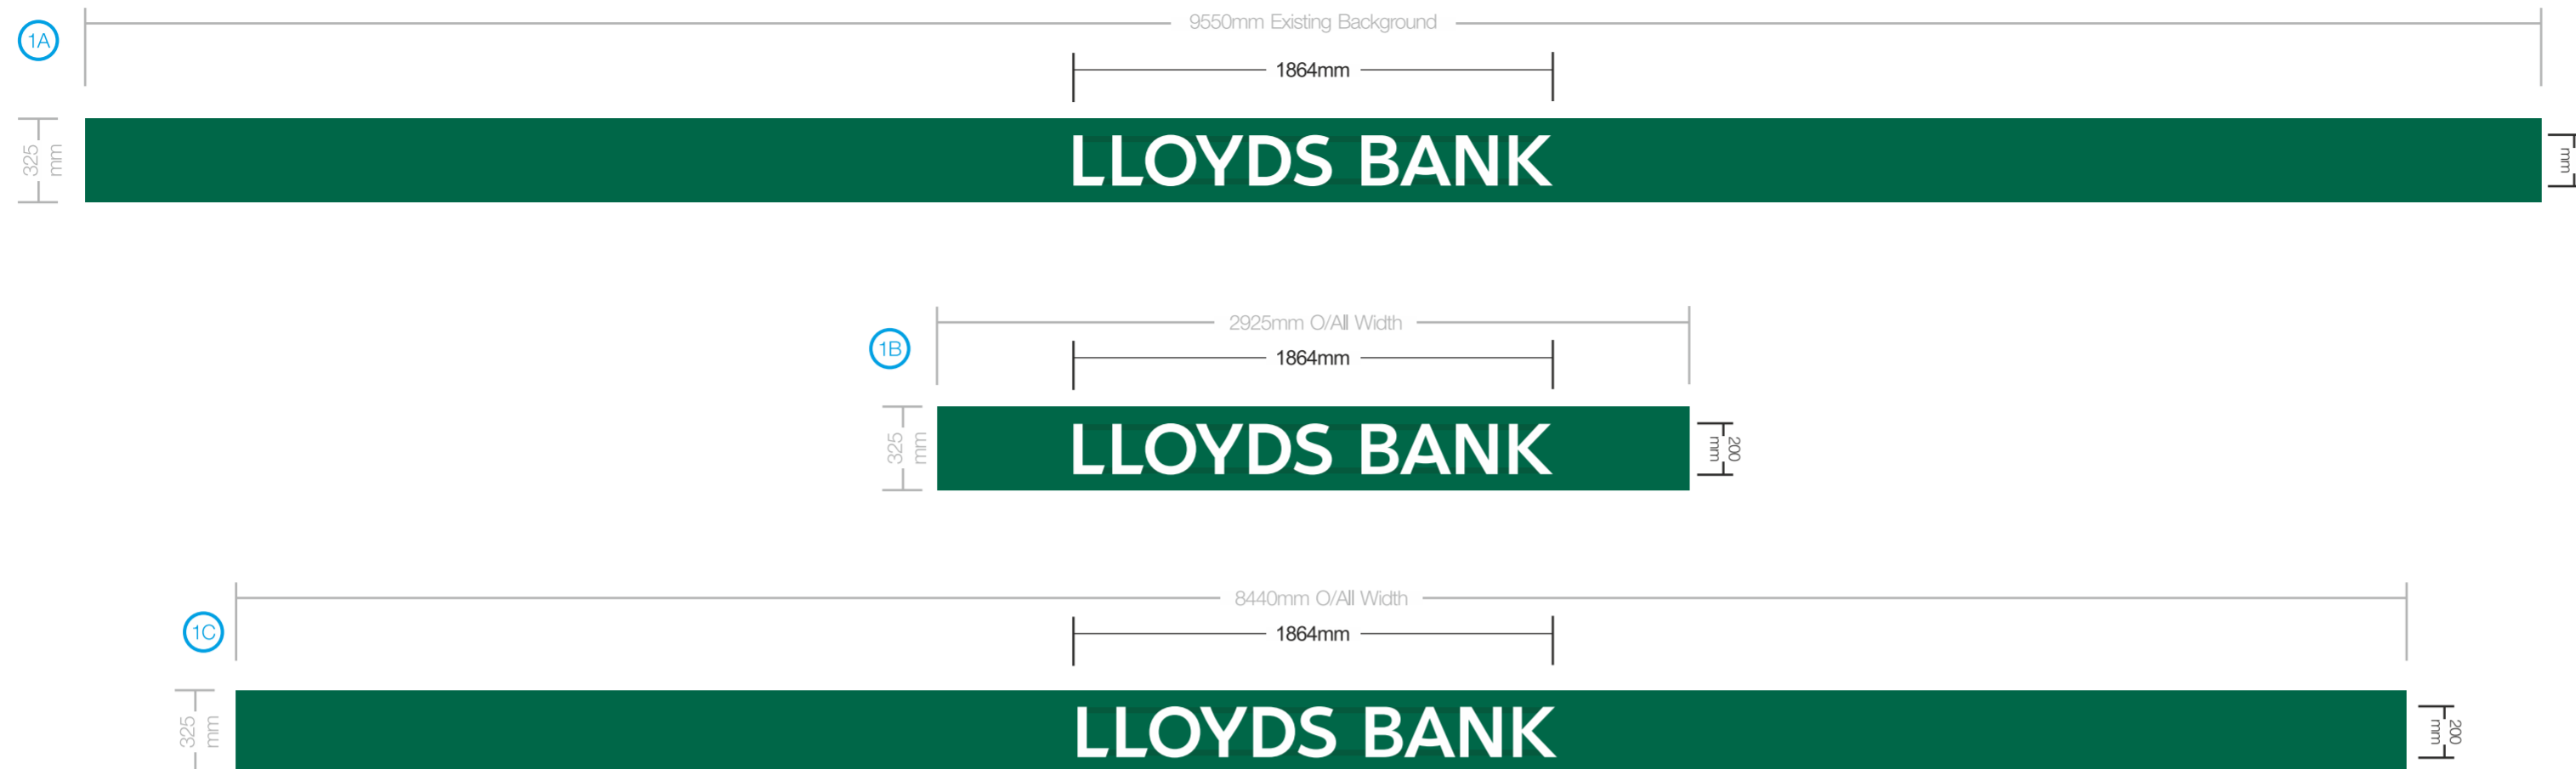 9550mm Existing Background
1A
1864mm
325
mm
LLOYDS BANK
mm
2925mm O/All Width
1B
1864mm
325
mm
LLOYDS BANK
200
mm
8440mm O/All Width
1C
1864mm
325
mm
LLOYDS BANK
200
mm